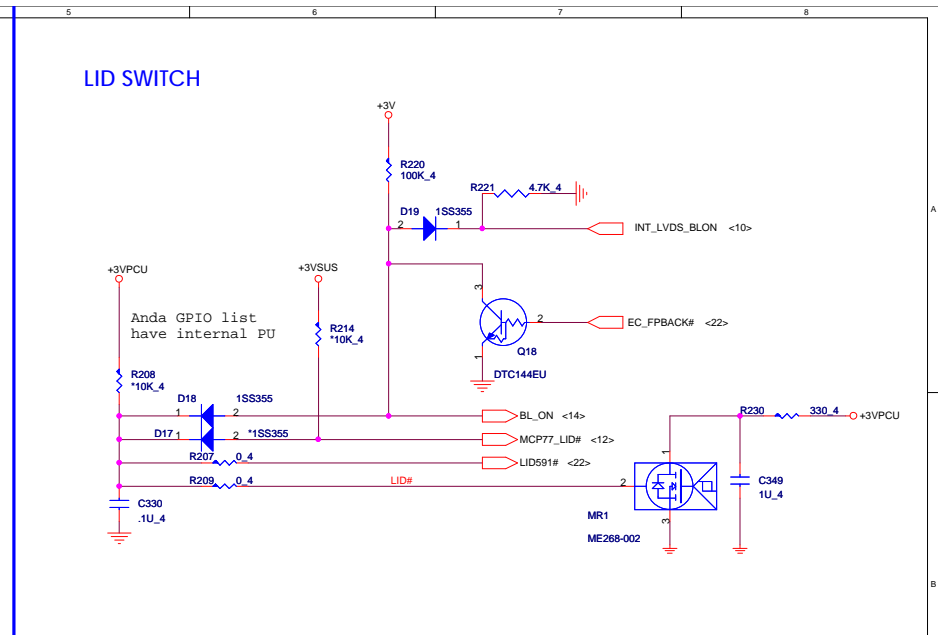 5 6 7 8
LID SWITCH
+3V
R220
100K_4
R221 4.7K_4
D19 1SS355
2 1
INT_LVDS_BLON <10>
A
+3VPCU
+3VSUS
Anda GPIO list
have internal PU
R214
*10K_4
3
2
EC_FPBACK# <22>
1
Q18
DTC144EU
R208
*10K_4
D18 1SS355
1 2
BL_ON <14>
R230 330_4
+3VPCU
D17 1 2 *1SS355
MCP77_LID# <12>
R207 0_4
LID591# <22>
1
R209 0_4
LID#
2
C349
1U_4
C330
.1U_4
3
MR1
ME268-002
B